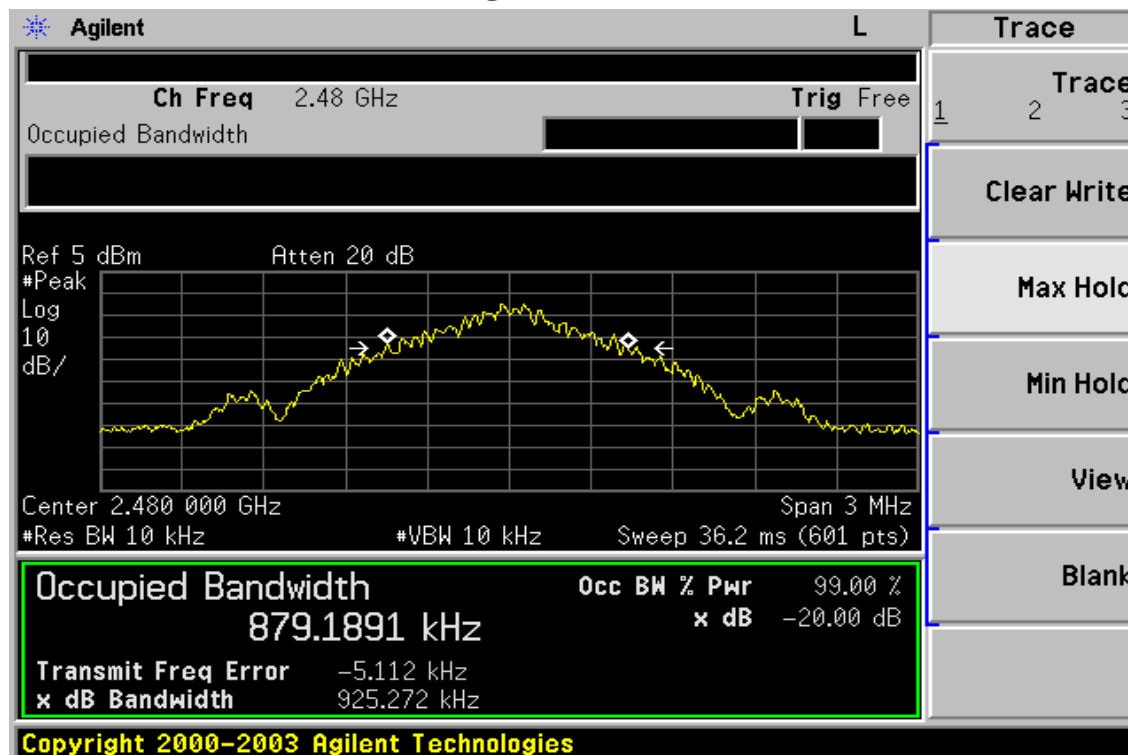 Agilent L Trace
Ch Freq 2.48 GHz Trig Free
Occupied Bandwidth
Trace
1 2 3
Clear Write
Max Hold
Min Hold
View
Blank
Ref 5 dBm Atten 20 dB
#Peak
Log
10
dB/
Center 2.480 000 GHz Span 3 MHz
#Res BW 10 kHz #VBW 10 kHz Sweep 36.2 ms (601 pts)
Occupied Bandwidth Occ BW % Pwr 99.00 %
879.1891 kHz x dB -20.00 dB
Transmit Freq Error -5.112 kHz
x dB Bandwidth 925.272 kHz
Copyright 2000-2003 Agilent Technologies